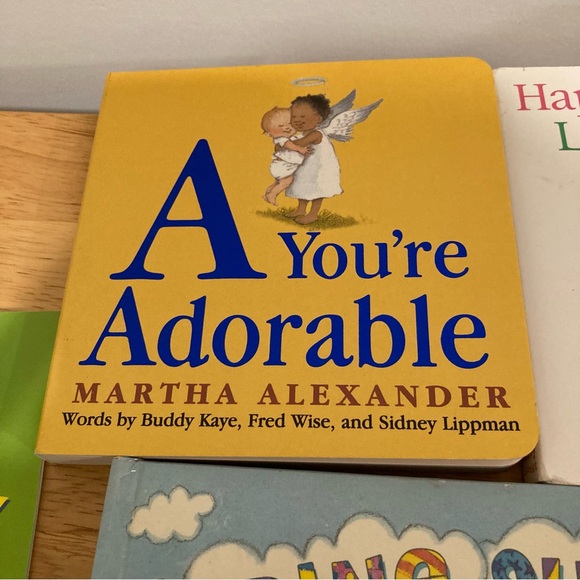 A You're
Adorable
MARTHA ALEXANDER
Words by Buddy Kaye, Fred Wise, and Sidney Lippman